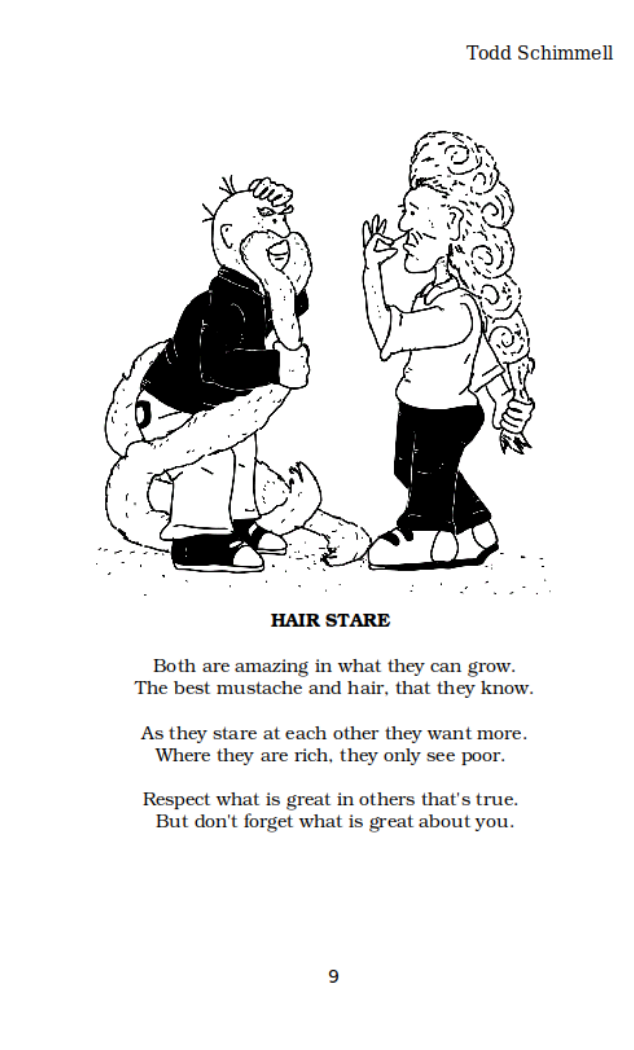 Todd Schimmell
HAIR STARE
Both are amazing in what they can grow.
The best mustache and hair, that they know.
As they stare at each other they want more.
Where they are rich, they only see poor.
Respect what is great in others that's true.
But don't forget what is great about you.
9